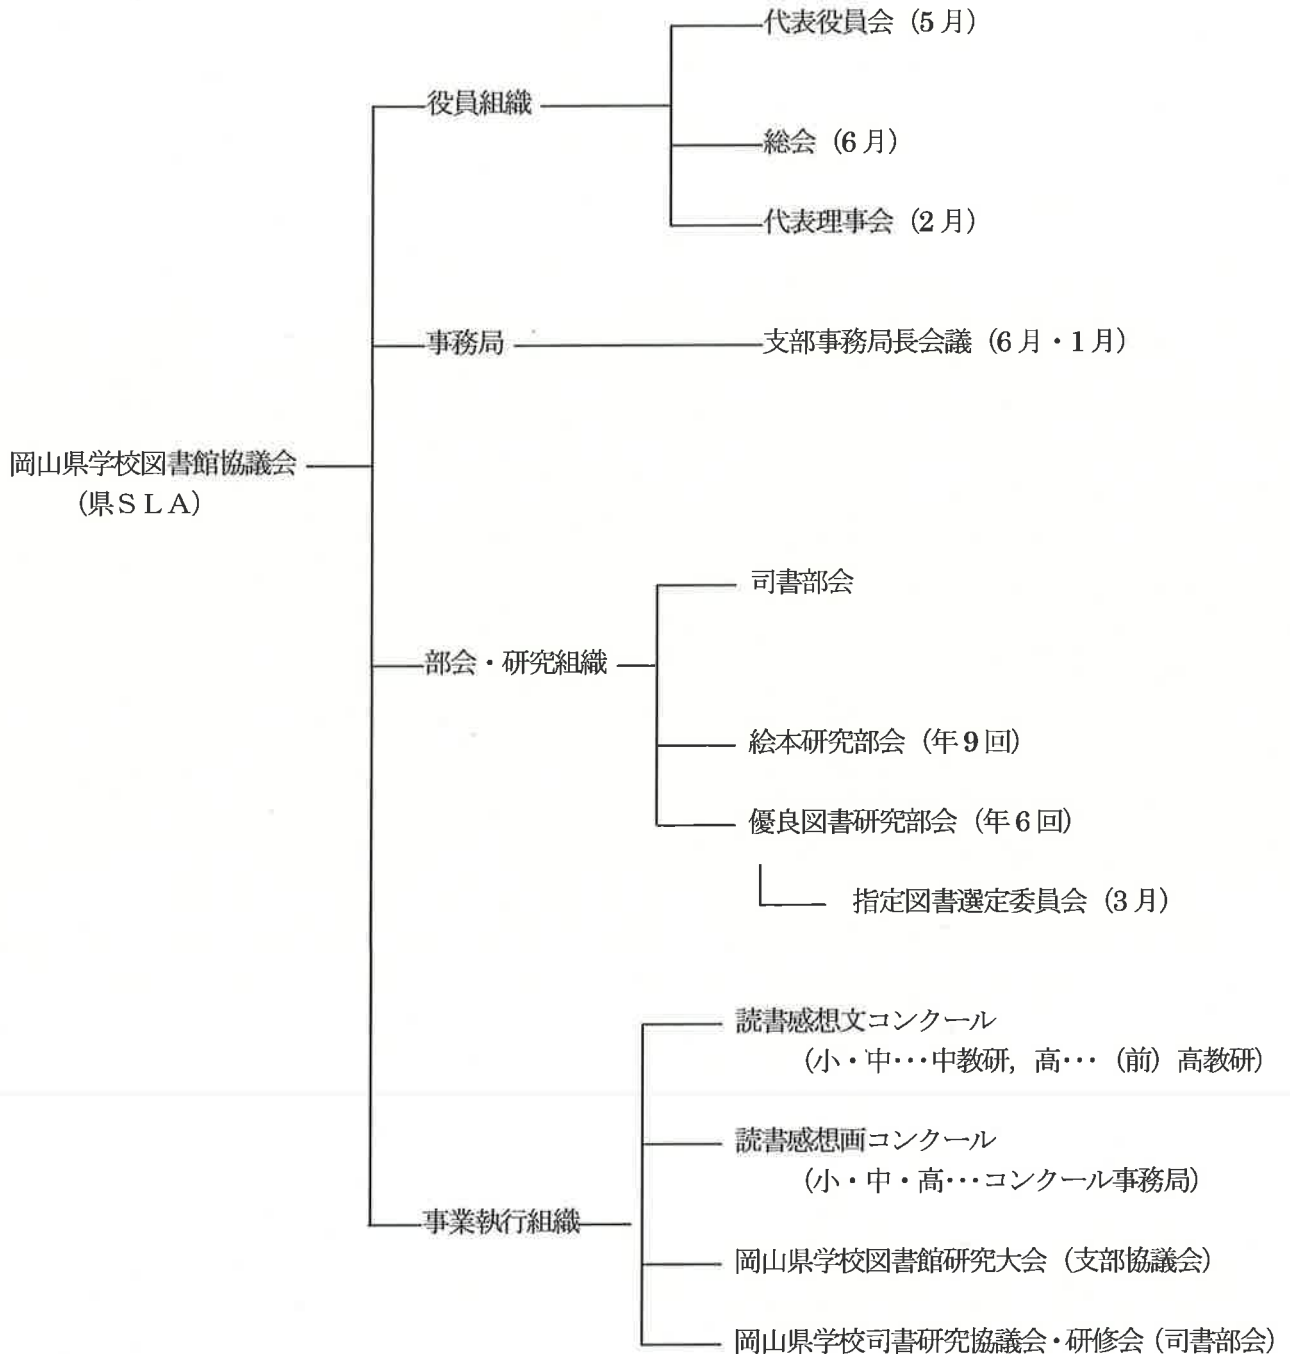 代表役員会（5月）
役員組織
総会（6月）
代表理事会（2月）
事務局
支部事務局長会議（6月・1月）
岡山県学校図書館協議会
（県ＳＬＡ）
司書部会
部会・研究組織
絵本研究部会（年9回）
優良図書研究部会（年6回）
指定図書選定委員会（3月）
読書感想文コンクール
（小・中…中教研，高…（前）高教研）
読書感想画コンクール
（小・中・高…コンクール事務局）
事業執行組織
岡山県学校図書館研究大会（支部協議会）
岡山県学校司書研究協議会・研修会（司書部会）